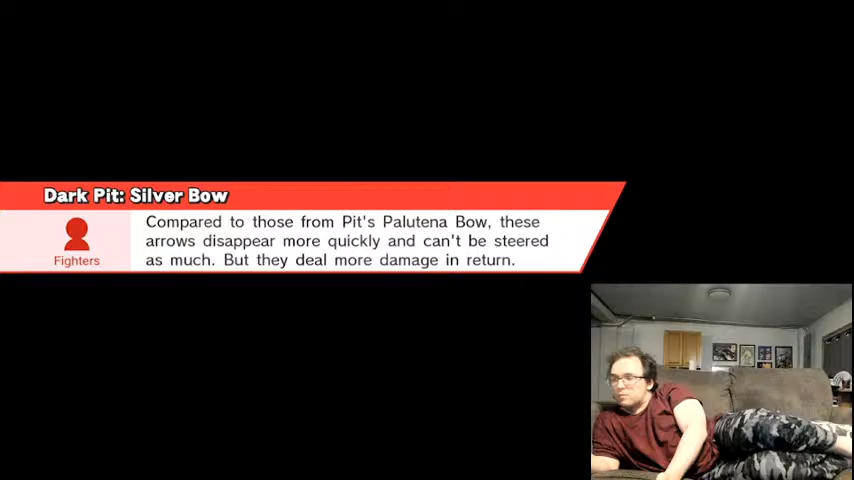 Dark Pit: Silver Bow
Compared to those from Pit's Palutena Bow, these
arrows disappear more quickly and can't be steered
as much. But they deal more damage in return.
Fighters